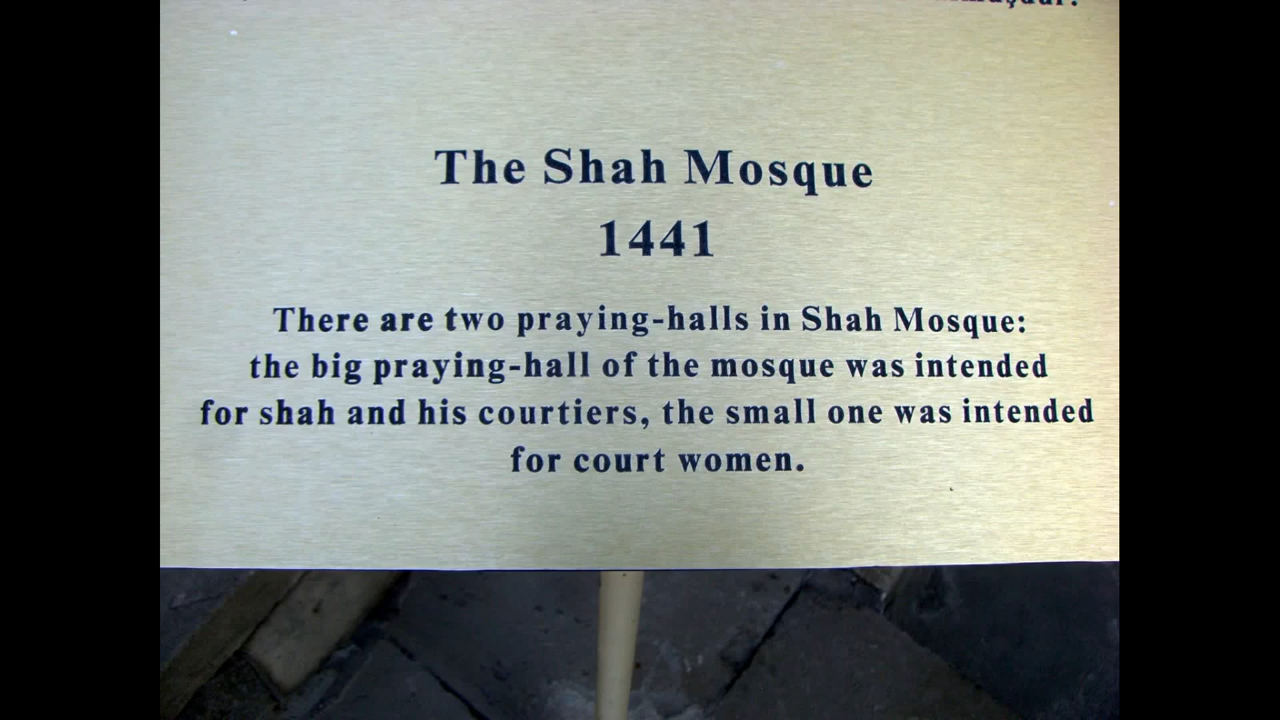 The Shah Mosque
1441
There are two praying-halls in Shah Mosque:
the big praying-hall of the mosque was intended
for shah and his courtiers, the small one was intended
for court women.